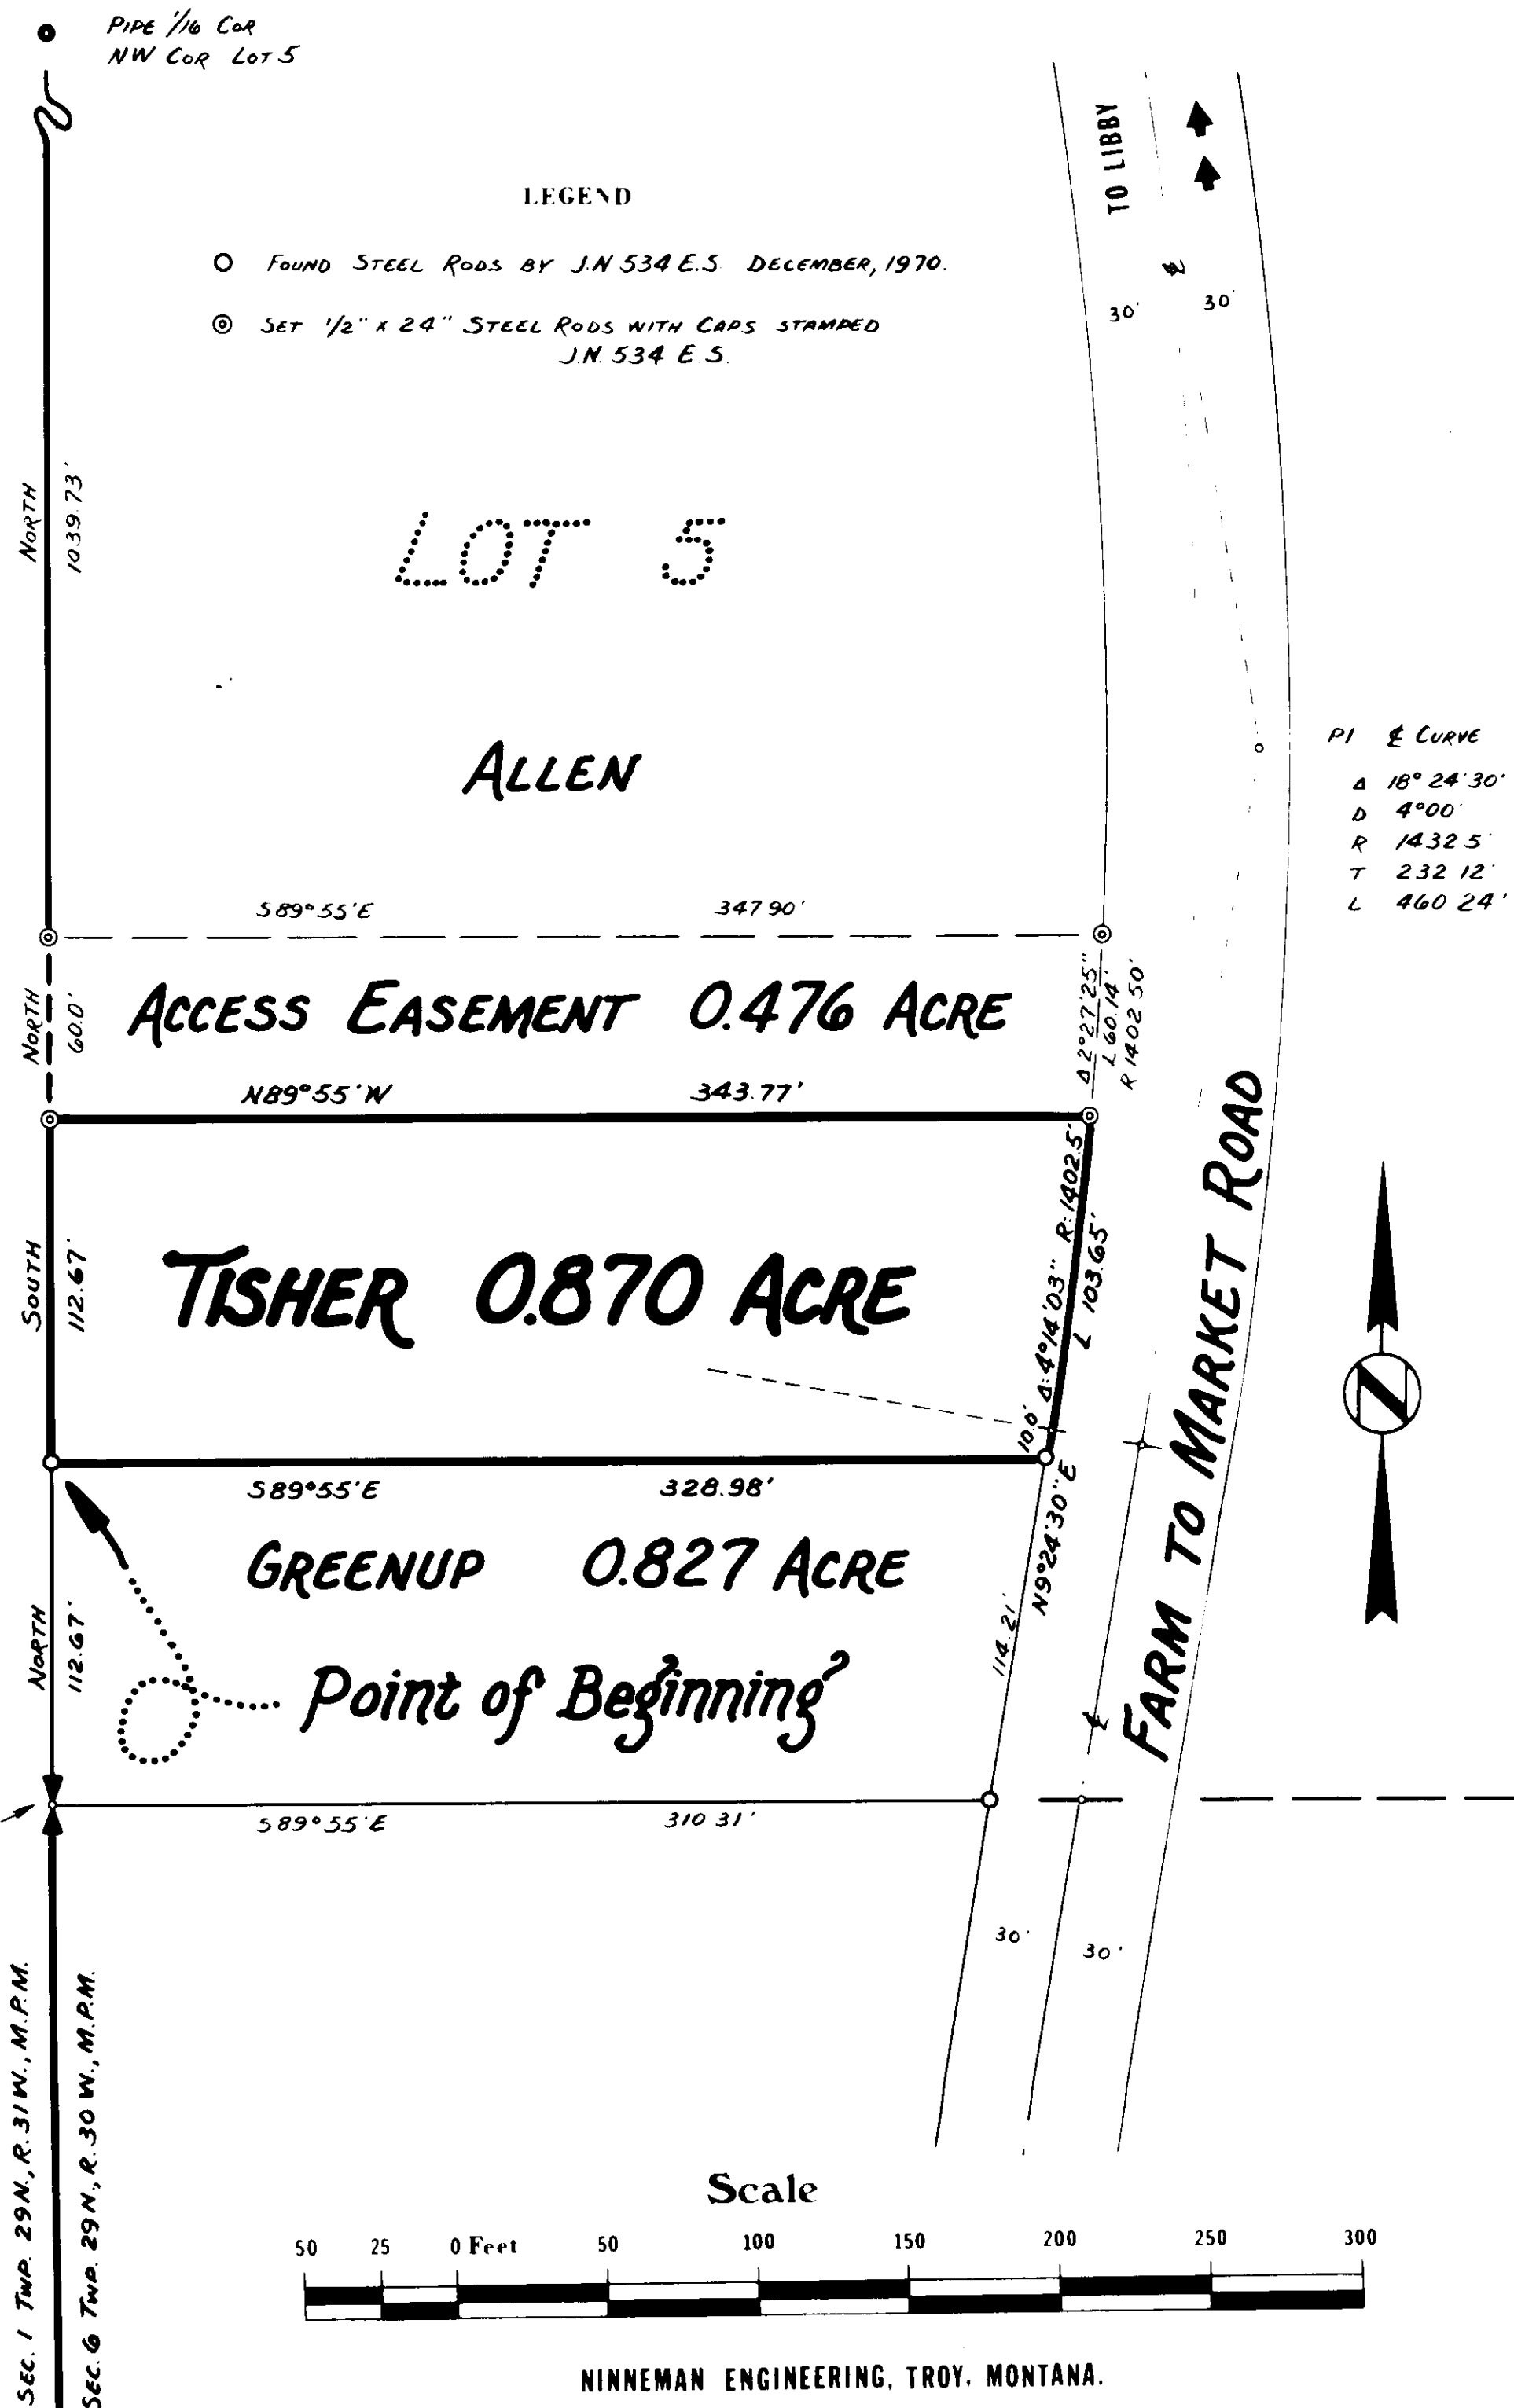 PIPE 1/16 COR
NW COR LOT 5
TO LIBBY
LEGEND
FOUND STEEL RODS BY J.N 534 E.S. DECEMBER, 1970.
SET 1/2" x 24" STEEL RODS WITH CAPS STAMPED
J.N. 534 E.S.
30'
℄
30'
NORTH
1039.73'
LOT 5
ALLEN
PI ℄ CURVE
Δ 18° 24' 30"
D 4°00'
R 1432 5'
T 232 12'
L 460 24'
S89°55'E 347 90'
NORTH
60.0'
ACCESS EASEMENT 0.476 ACRE
Δ 2°27'25"
L 60.14'
R 1402 50'
N89°55'W 343.77'
SOUTH
112.67'
TISHER 0.870 ACRE
10.0' Δ:4°14'03" R:1402.5'
L 103.65'
FARM TO MARKET ROAD
N
S89°55'E 328.98'
GREENUP 0.827 ACRE
N9°24'30"E
114.21'
NORTH
112.67'
Point of Beginning
℄
S89°55'E 310 31'
30'
30'
SEC. 1 TWP. 29N., R. 31W., M.P.M.
SEC. 6 TWP. 29N., R. 30 W., M.P.M.
Scale
50 25 0 Feet 50 100 150 200 250 300
NINNEMAN ENGINEERING, TROY, MONTANA.